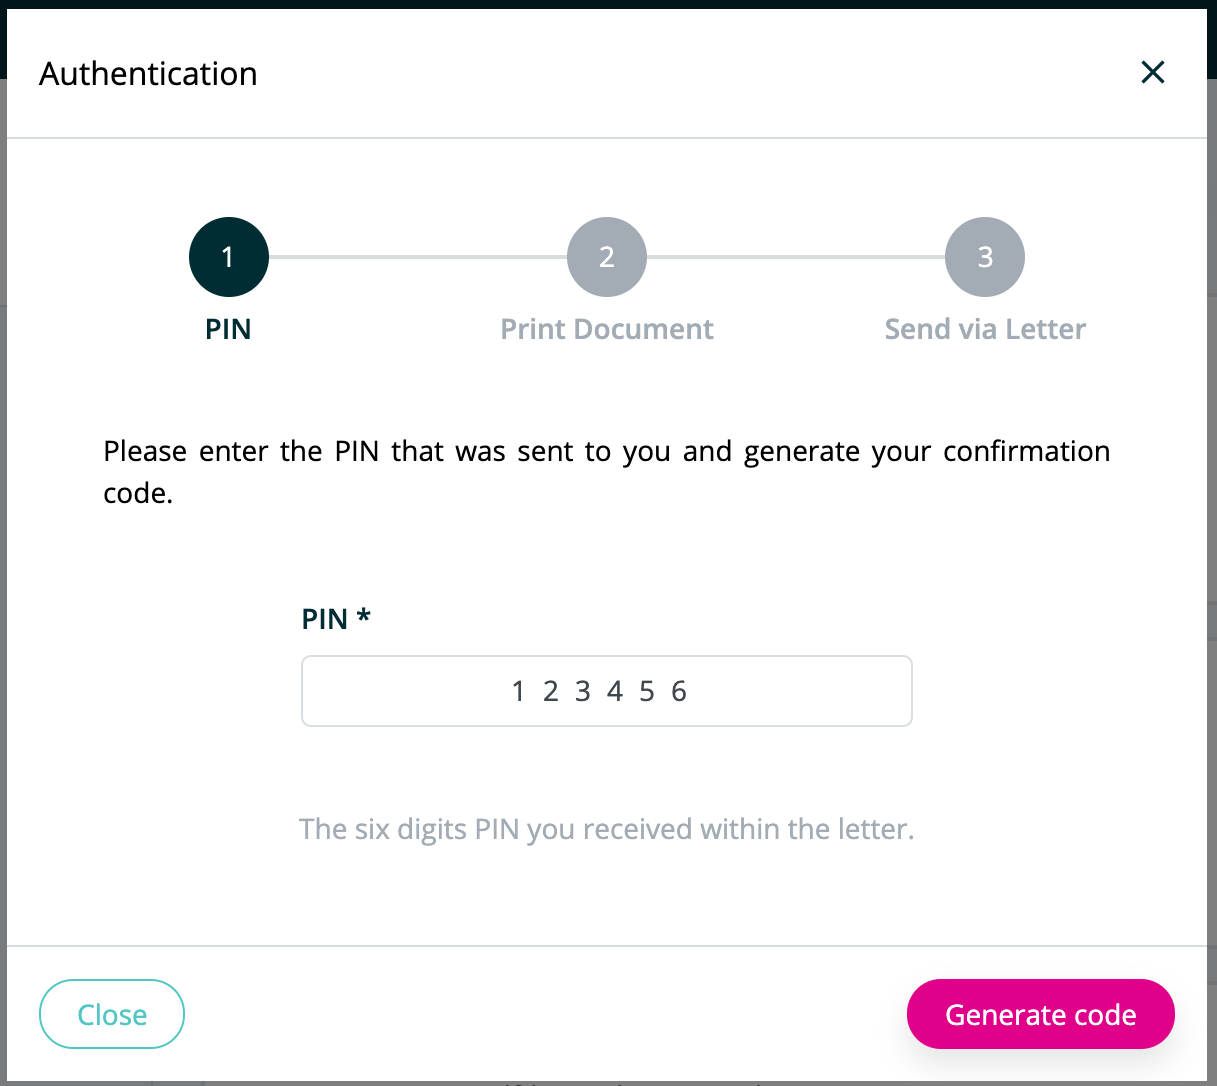 Authentication
1
2
3
PIN
Print Document
Send via Letter
Please enter the PIN that was sent to you and generate your confirmation
code.
PIN *
1 2 3 4 5 6
The six digits PIN you received within the letter.
Close
Generate code